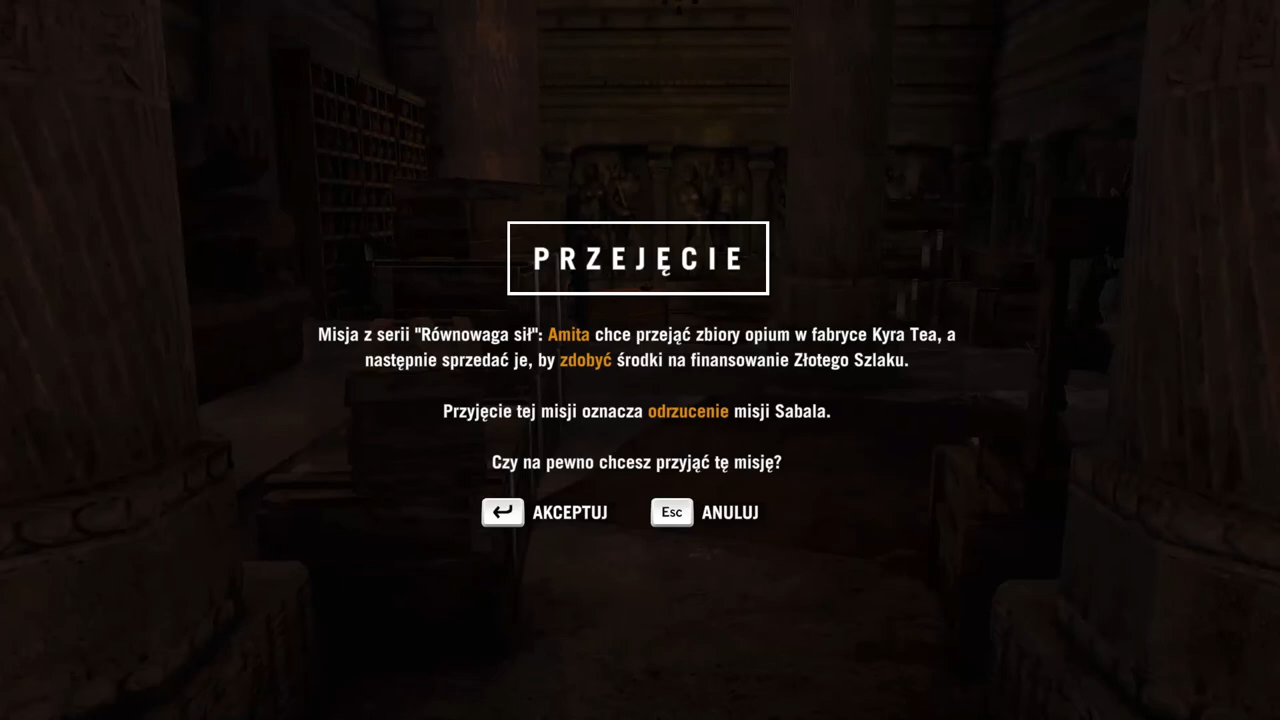 PRZEJĘCIE
Misja z serii "Równowaga sił": Amita chce przejąć zbiory opium w fabryce Kyra Tea, a
następnie sprzedać je, by zdobyć środki na finansowanie Złotego Szlaku.
Przyjęcie tej misji oznacza odrzucenie misji Sabala.
Czy na pewno chcesz przyjąć tę misję?
AKCEPTUJ Esc ANULUJ